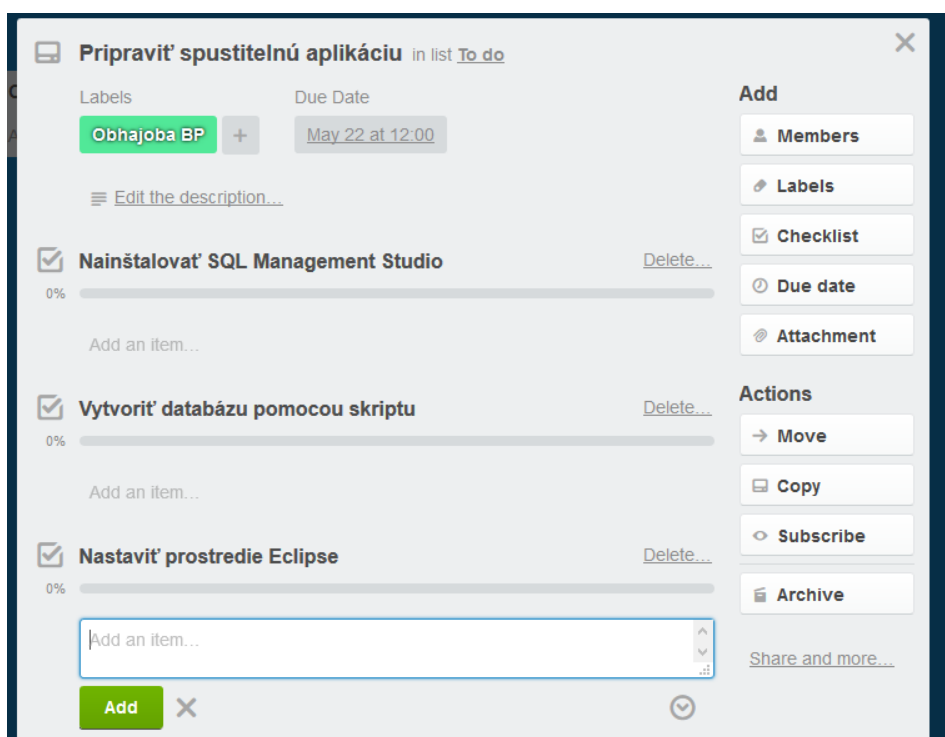 Pripraviť spustitelnú aplikáciu in list To do
Labels
Due Date
Obhajoba BP
+
May 22 at 12:00
Edit the description...
Nainštalovať SQL Management Studio
Delete...
0%
Add an item...
Vytvoriť databázu pomocou skriptu
Delete...
0%
Add an item...
Nastaviť prostredie Eclipse
Delete...
0%
Add an item...
Add
Add
Members
Labels
Checklist
Due date
Attachment
Actions
Move
Copy
Subscribe
Archive
Share and more...